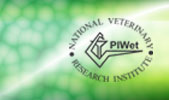 NATIONAL VETERINARY
PIWet
RESEARCH INSTITUTE